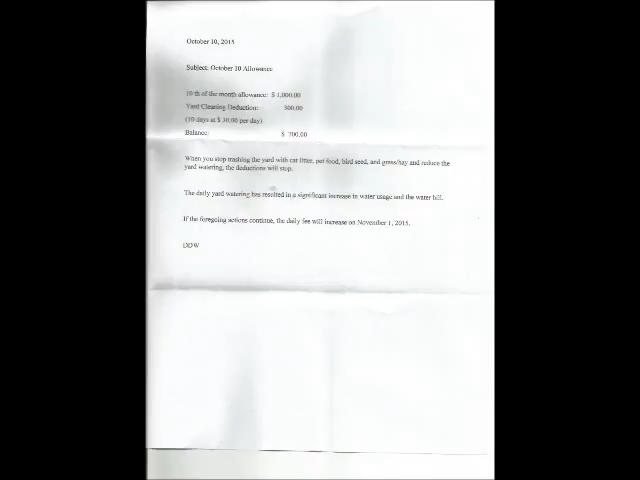 October 10, 2015
Subject: October 10 Allowance
10 th of the month allowance: $ 1,000.00
Yard Cleaning Deduction: 300.00
(10 days at $ 30.00 per day)
Balance: $ 700.00
When you stop trashing the yard with cat litter, pet food, bird seed, and grass/hay and reduce the
yard watering, the deductions will stop.
The daily yard watering has resulted in a significant increase in water usage and the water bill.
If the foregoing actions continue, the daily fee will increase on November 1, 2015.
DDW